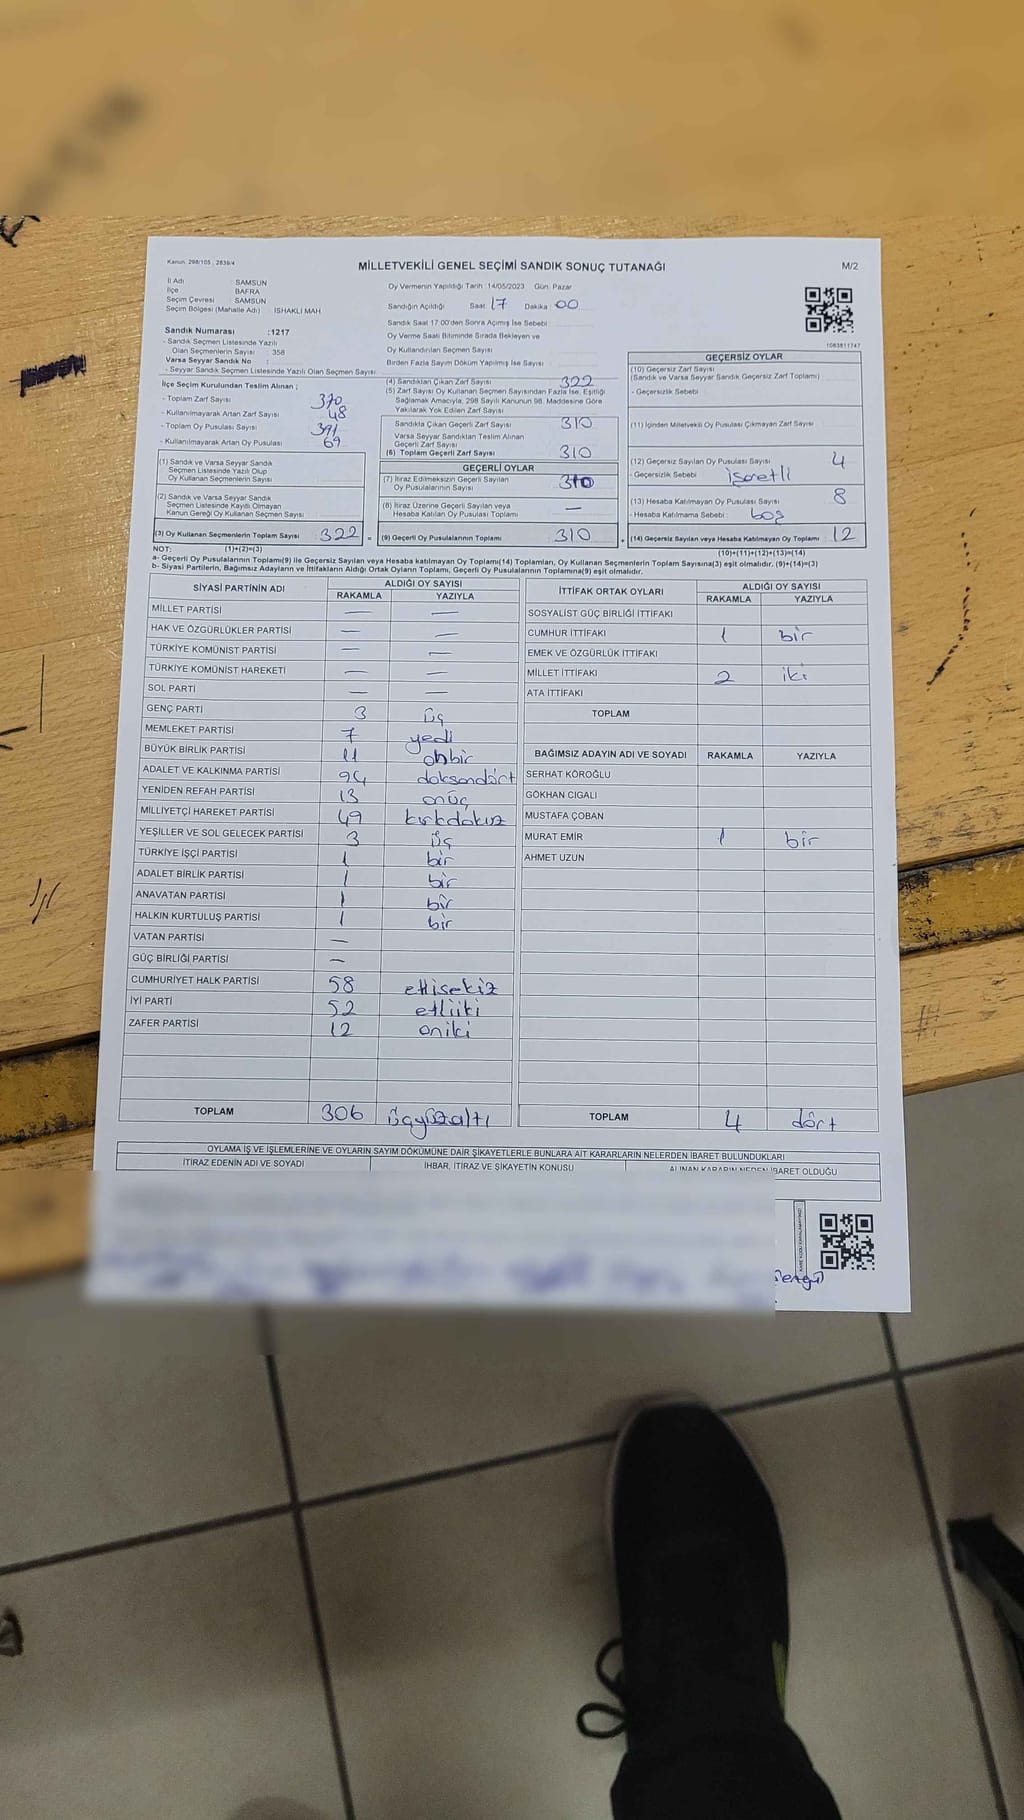 Kanun: 298/105 , 2839/4
MİLLETVEKİLİ GENEL SEÇİMİ SANDIK SONUÇ TUTANAĞI
M/2
İl Adı : SAMSUN
İlçe : BAFRA
Seçim Çevresi : SAMSUN
Seçim Bölgesi (Mahalle Adı) : İSHAKLI MAH.
Oy Vermenin Yapıldığı Tarih : 14/05/2023 Gün: Pazar
Sandığın Açıldığı Saat 17 Dakika 00
Sandık Saat 17.00'den Sonra Açılmış İse Sebebi
Oy Verme Saati Bitiminde Sırada Bekleyen ve
Oy Kullandırılan Seçmen Sayısı
Birden Fazla Sayım Döküm Yapılmış İse Sayısı
1063811747
Sandık Numarası :1217
- Sandık Seçmen Listesinde Yazılı
Olan Seçmenlerin Sayısı : 358
Varsa Seyyar Sandık No :
- Seyyar Sandık Seçmen Listesinde Yazılı Olan Seçmen Sayısı
İlçe Seçim Kurulundan Teslim Alınan ;
- Toplam Zarf Sayısı 370
- Kullanılmayarak Artan Zarf Sayısı 48
- Toplam Oy Pusulası Sayısı 391
- Kullanılmayarak Artan Oy Pusulası 69
(1) Sandık ve Varsa Seyyar Sandık
Seçmen Listesinde Yazılı Olup
Oy Kullanan Seçmenlerin Sayısı
(2) Sandık ve Varsa Seyyar Sandık
Seçmen Listesinde Kayıtlı Olmayan
Kanun Gereği Oy Kullanan Seçmen Sayısı
(3) Oy Kullanan Seçmenlerin Toplam Sayısı 322 =
(1)+(2)=(3)
(4) Sandıktan Çıkan Zarf Sayısı 322
(5) Zarf Sayısı Oy Kullanan Seçmen Sayısından Fazla İse, Eşitliği
Sağlamak Amacıyla, 298 Sayılı Kanunun 98. Maddesine Göre
Yakılarak Yok Edilen Zarf Sayısı
Sandıkta Çıkan Geçerli Zarf Sayısı 310
Varsa Seyyar Sandıktan Teslim Alınan
Geçerli Zarf Sayısı
(6) Toplam Geçerli Zarf Sayısı 310
GEÇERLİ OYLAR
(7) İtiraz Edilmeksizin Geçerli Sayılan
Oy Pusulalarının Sayısı 310
(8) İtiraz Üzerine Geçerli Sayılan veya
Hesaba Katılan Oy Pusulası Toplamı —
(9) Geçerli Oy Pusulalarının Toplamı 310 +
GEÇERSİZ OYLAR
(10) Geçersiz Zarf Sayısı
(Sandık ve Varsa Seyyar Sandık Geçersiz Zarf Toplamı)
- Geçersizlik Sebebi
(11) İçinden Milletvekili Oy Pusulası Çıkmayan Zarf Sayısı
(12) Geçersiz Sayılan Oy Pusulası Sayısı 4
- Geçersizlik Sebebi işaretli
(13) Hesaba Katılmayan Oy Pusulası Sayısı 8
- Hesaba Katılmama Sebebi : boş
(14) Geçersiz Sayılan veya Hesaba Katılmayan Oy Toplamı 12
(10)+(11)+(12)+(13)=(14)
NOT:
a- Geçerli Oy Pusulalarının Toplamı(9) ile Geçersiz Sayılan veya Hesaba katılmayan Oy Toplamı(14) Toplamları, Oy Kullanan Seçmenlerin Toplam Sayısına(3) eşit olmalıdır. (9)+(14)=(3)
b- Siyasi Partilerin, Bağımsız Adayların ve İttifakların Aldığı Ortak Oyların Toplamı, Geçerli Oy Pusulalarının Toplamına(9) eşit olmalıdır.
SİYASİ PARTİNİN ADI
ALDIĞI OY SAYISI
RAKAMLA YAZIYLA
MİLLET PARTİSİ — —
HAK VE ÖZGÜRLÜKLER PARTİSİ — —
TÜRKİYE KOMÜNİST PARTİSİ — —
TÜRKİYE KOMÜNİST HAREKETİ — —
SOL PARTİ — —
GENÇ PARTİ 3 üç
MEMLEKET PARTİSİ 7 yedi
BÜYÜK BİRLİK PARTİSİ 11 onbir
ADALET VE KALKINMA PARTİSİ 94 doksandört
YENİDEN REFAH PARTİSİ 13 onüç
MİLLİYETÇİ HAREKET PARTİSİ 49 kırkdokuz
YEŞİLLER VE SOL GELECEK PARTİSİ 3 üç
TÜRKİYE İŞÇİ PARTİSİ 1 bir
ADALET BİRLİK PARTİSİ 1 bir
ANAVATAN PARTİSİ 1 bir
HALKIN KURTULUŞ PARTİSİ 1 bir
VATAN PARTİSİ —
GÜÇ BİRLİĞİ PARTİSİ —
CUMHURİYET HALK PARTİSİ 58 ellisekiz
İYİ PARTİ 52 elliiki
ZAFER PARTİSİ 12 oniki
TOPLAM 306 üçyüzaltı
İTTİFAK ORTAK OYLARI
ALDIĞI OY SAYISI
RAKAMLA YAZIYLA
SOSYALİST GÜÇ BİRLİĞİ İTTİFAKI
CUMHUR İTTİFAKI 1 bir
EMEK VE ÖZGÜRLÜK İTTİFAKI
MİLLET İTTİFAKI 2 iki
ATA İTTİFAKI
TOPLAM
BAĞIMSIZ ADAYIN ADI VE SOYADI RAKAMLA YAZIYLA
SERHAT KÖROĞLU
GÖKHAN CIGALI
MUSTAFA ÇOBAN
MURAT EMİR 1 bir
AHMET UZUN
TOPLAM 4 dört
OYLAMA İŞ VE İŞLEMLERİNE VE OYLARIN SAYIM DÖKÜMÜNE DAİR ŞİKAYETLERLE BUNLARA AİT KARARLARIN NELERDEN İBARET BULUNDUKLARI
İTİRAZ EDENİN ADI VE SOYADI
İHBAR, İTİRAZ VE ŞİKAYETİN KONUSU
ALINAN KARARIN NEDEN İBARET OLDUĞU